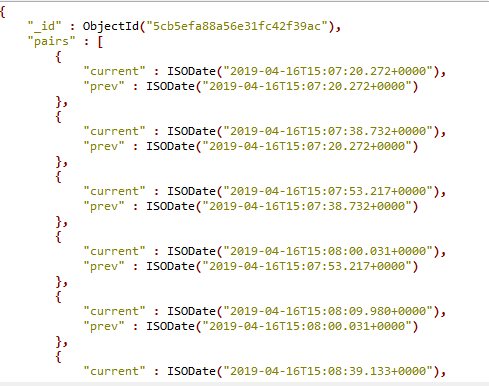 {
    "_id" : ObjectId("5cb5efa88a56e31fc42f39ac"),
    "pairs" : [
        {
            "current" : ISODate("2019-04-16T15:07:20.272+0000"),
            "prev" : ISODate("2019-04-16T15:07:20.272+0000")
        },
        {
            "current" : ISODate("2019-04-16T15:07:38.732+0000"),
            "prev" : ISODate("2019-04-16T15:07:20.272+0000")
        },
        {
            "current" : ISODate("2019-04-16T15:07:53.217+0000"),
            "prev" : ISODate("2019-04-16T15:07:38.732+0000")
        },
        {
            "current" : ISODate("2019-04-16T15:08:00.031+0000"),
            "prev" : ISODate("2019-04-16T15:07:53.217+0000")
        },
        {
            "current" : ISODate("2019-04-16T15:08:09.980+0000"),
            "prev" : ISODate("2019-04-16T15:08:00.031+0000")
        },
        {
            "current" : ISODate("2019-04-16T15:08:39.133+0000"),